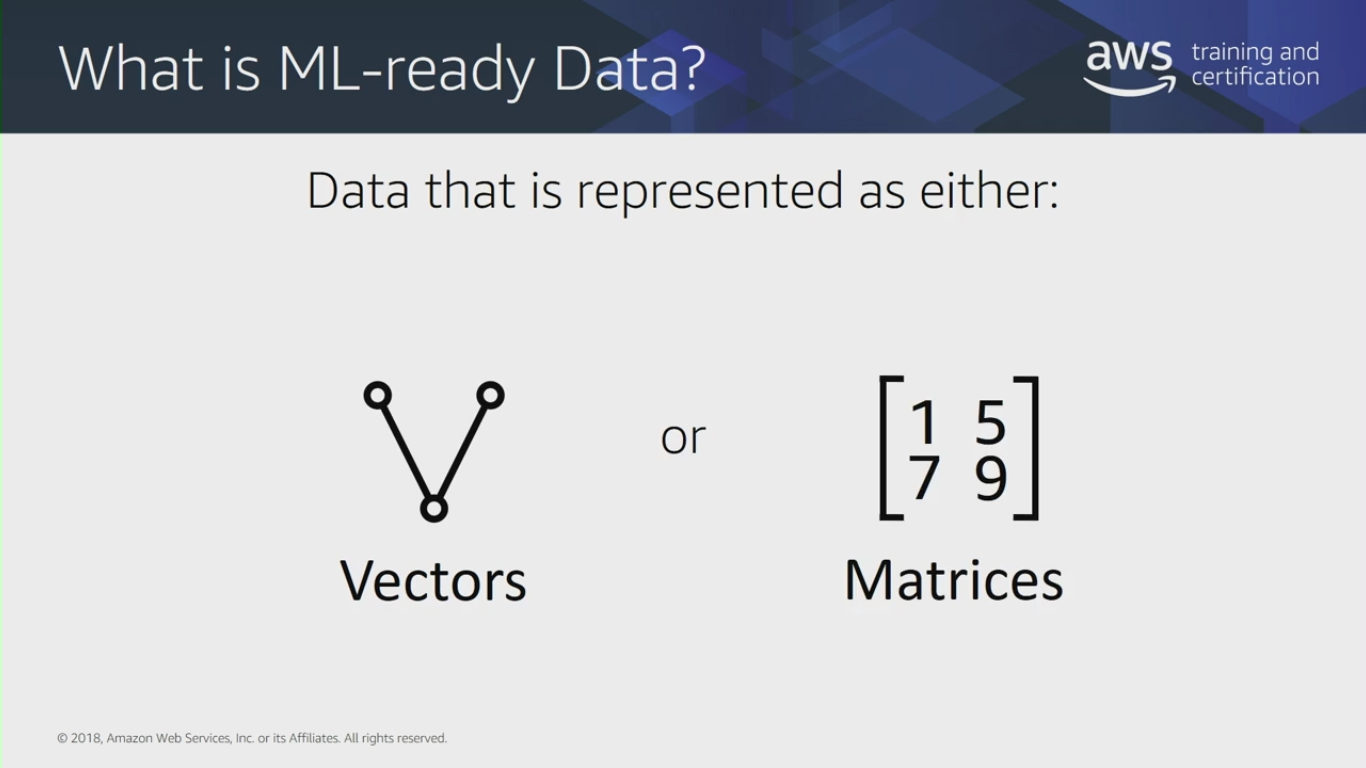 What is ML-ready Data?
aws training and
certification
Data that is represented as either:
or
1 5
7 9
Vectors
Matrices
© 2018, Amazon Web Services, Inc. or its Affiliates. All rights reserved.